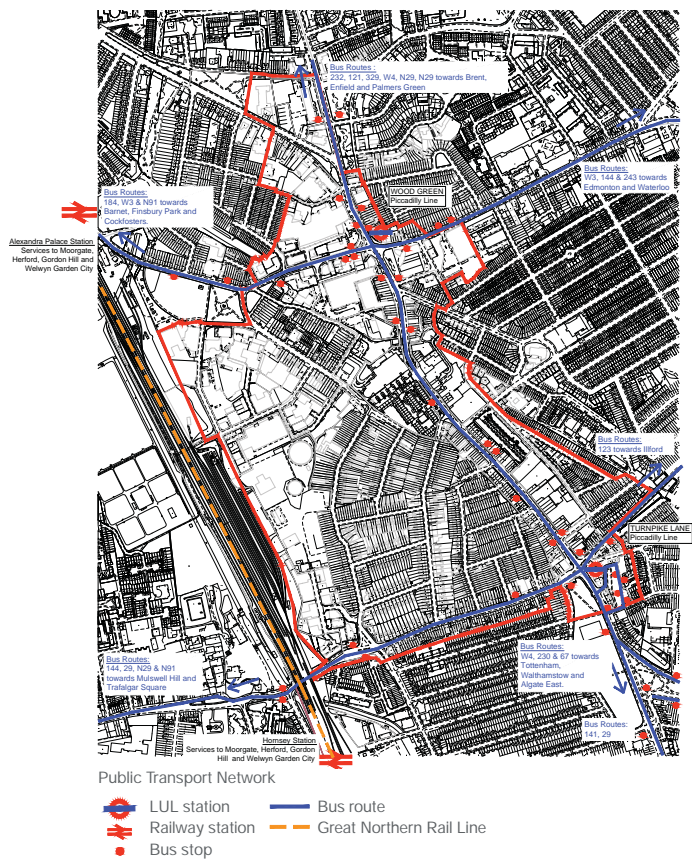 Bus Routes :
232, 121, 329, W4, N29, N29 towards Brent,
Enfield and Palmers Green
Bus Routes:
W3, 144 & 243 towards
Edmonton and Waterloo
WOOD GREEN
Piccadilly Line
Bus Routes:
184, W3 & N91 towards
Barnet, Finsbury Park and
Cockfosters.
Alexandra Palace Station
Services to Moorgate,
Herford, Gordon Hill and
Welwyn Garden City
Bus Routes:
123 towards Illford
TURNPIKE LANE
Piccadilly Line
Bus Routes:
144, 29, N29 & N91
towards Mulswell Hill and
Trafalgar Square
Bus Routes:
W4, 230 & 67 towards
Tottenham,
Walthamstow and
Algate East.
Bus Routes:
141, 29
Hornsey Station
Services to Moorgate, Herford, Gordon
Hill and Welwyn Garden City
Public Transport Network
LUL station
Bus route
Railway station
Great Northern Rail Line
Bus stop